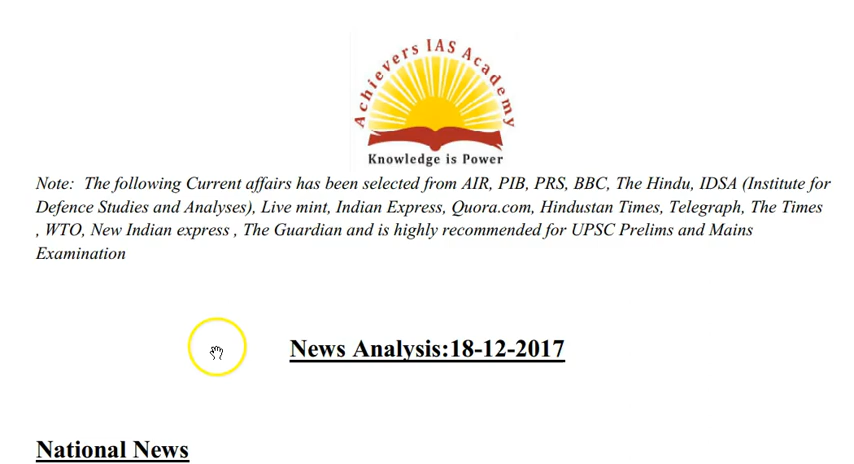 Achievers IAS Academy
Knowledge is Power
Note: The following Current affairs has been selected from AIR, PIB, PRS, BBC, The Hindu, IDSA (Institute for
Defence Studies and Analyses), Live mint, Indian Express, Quora.com, Hindustan Times, Telegraph, The Times
, WTO, New Indian express , The Guardian and is highly recommended for UPSC Prelims and Mains
Examination
News Analysis:18-12-2017
National News